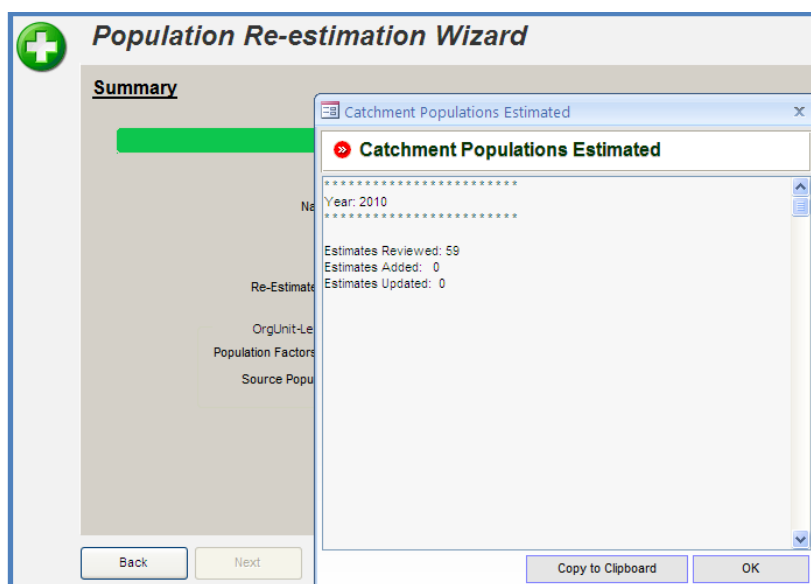 Population Re-estimation Wizard
Summary
Catchment Populations Estimated
x
Catchment Populations Estimated
* * * * * * * * * * * * * * * * * * * * * * * *
Year: 2010
* * * * * * * * * * * * * * * * * * * * * * * *
Estimates Reviewed: 59
Estimates Added: 0
Estimates Updated: 0
Re-Estimate
OrgUnit-Le
Population Factors
Source Popu
Back
Next
Copy to Clipboard
OK